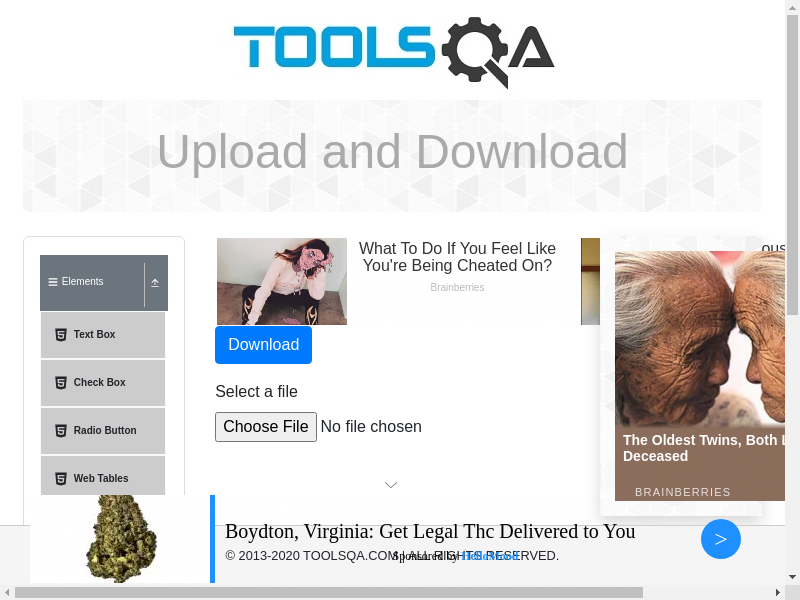 TOOLSQA
Upload and Download
Elements
Text Box
Check Box
Radio Button
Web Tables
What To Do If You Feel Like
You're Being Cheated On?
Brainberries
Download
Select a file
Choose File No file chosen
The Oldest Twins, Both L
Deceased
BRAINBERRIES
Boydton, Virginia: Get Legal Thc Delivered to You
>
© 2013-2020 TOOLSQA.COM | ALL RIGHTS RESERVED.
Sponsored by